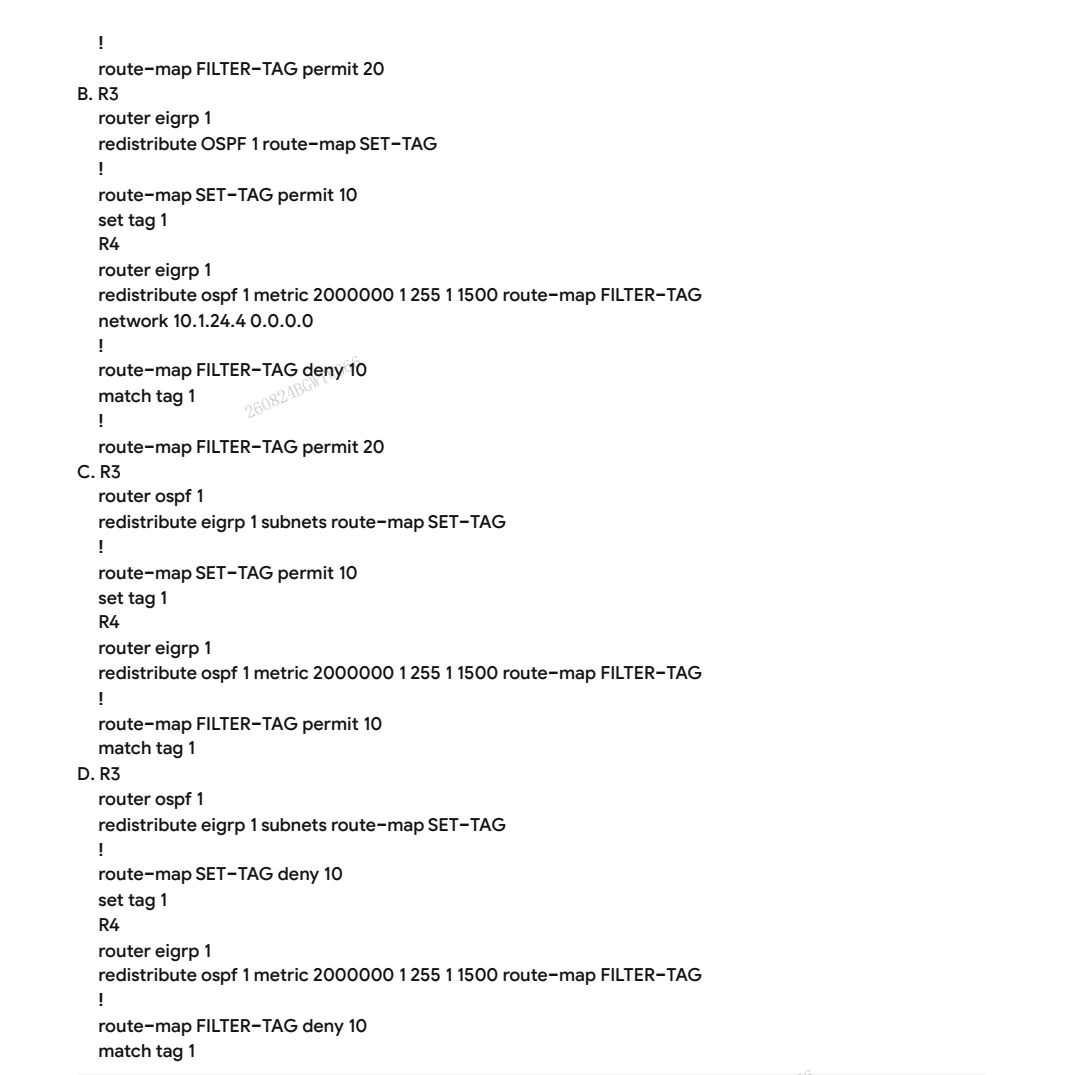 !
route-map FILTER-TAG permit 20
B. R3
router eigrp 1
redistribute OSPF 1 route-map SET-TAG
!
route-map SET-TAG permit 10
set tag 1
R4
router eigrp 1
redistribute ospf 1 metric 2000000 1 255 1 1500 route-map FILTER-TAG
network 10.1.24.4 0.0.0.0
!
route-map FILTER-TAG deny 10
match tag 1
!
route-map FILTER-TAG permit 20
C. R3
router ospf 1
redistribute eigrp 1 subnets route-map SET-TAG
!
route-map SET-TAG permit 10
set tag 1
R4
router eigrp 1
redistribute ospf 1 metric 2000000 1 255 1 1500 route-map FILTER-TAG
!
route-map FILTER-TAG permit 10
match tag 1
D. R3
router ospf 1
redistribute eigrp 1 subnets route-map SET-TAG
!
route-map SET-TAG deny 10
set tag 1
R4
router eigrp 1
redistribute ospf 1 metric 2000000 1 255 1 1500 route-map FILTER-TAG
!
route-map FILTER-TAG deny 10
match tag 1